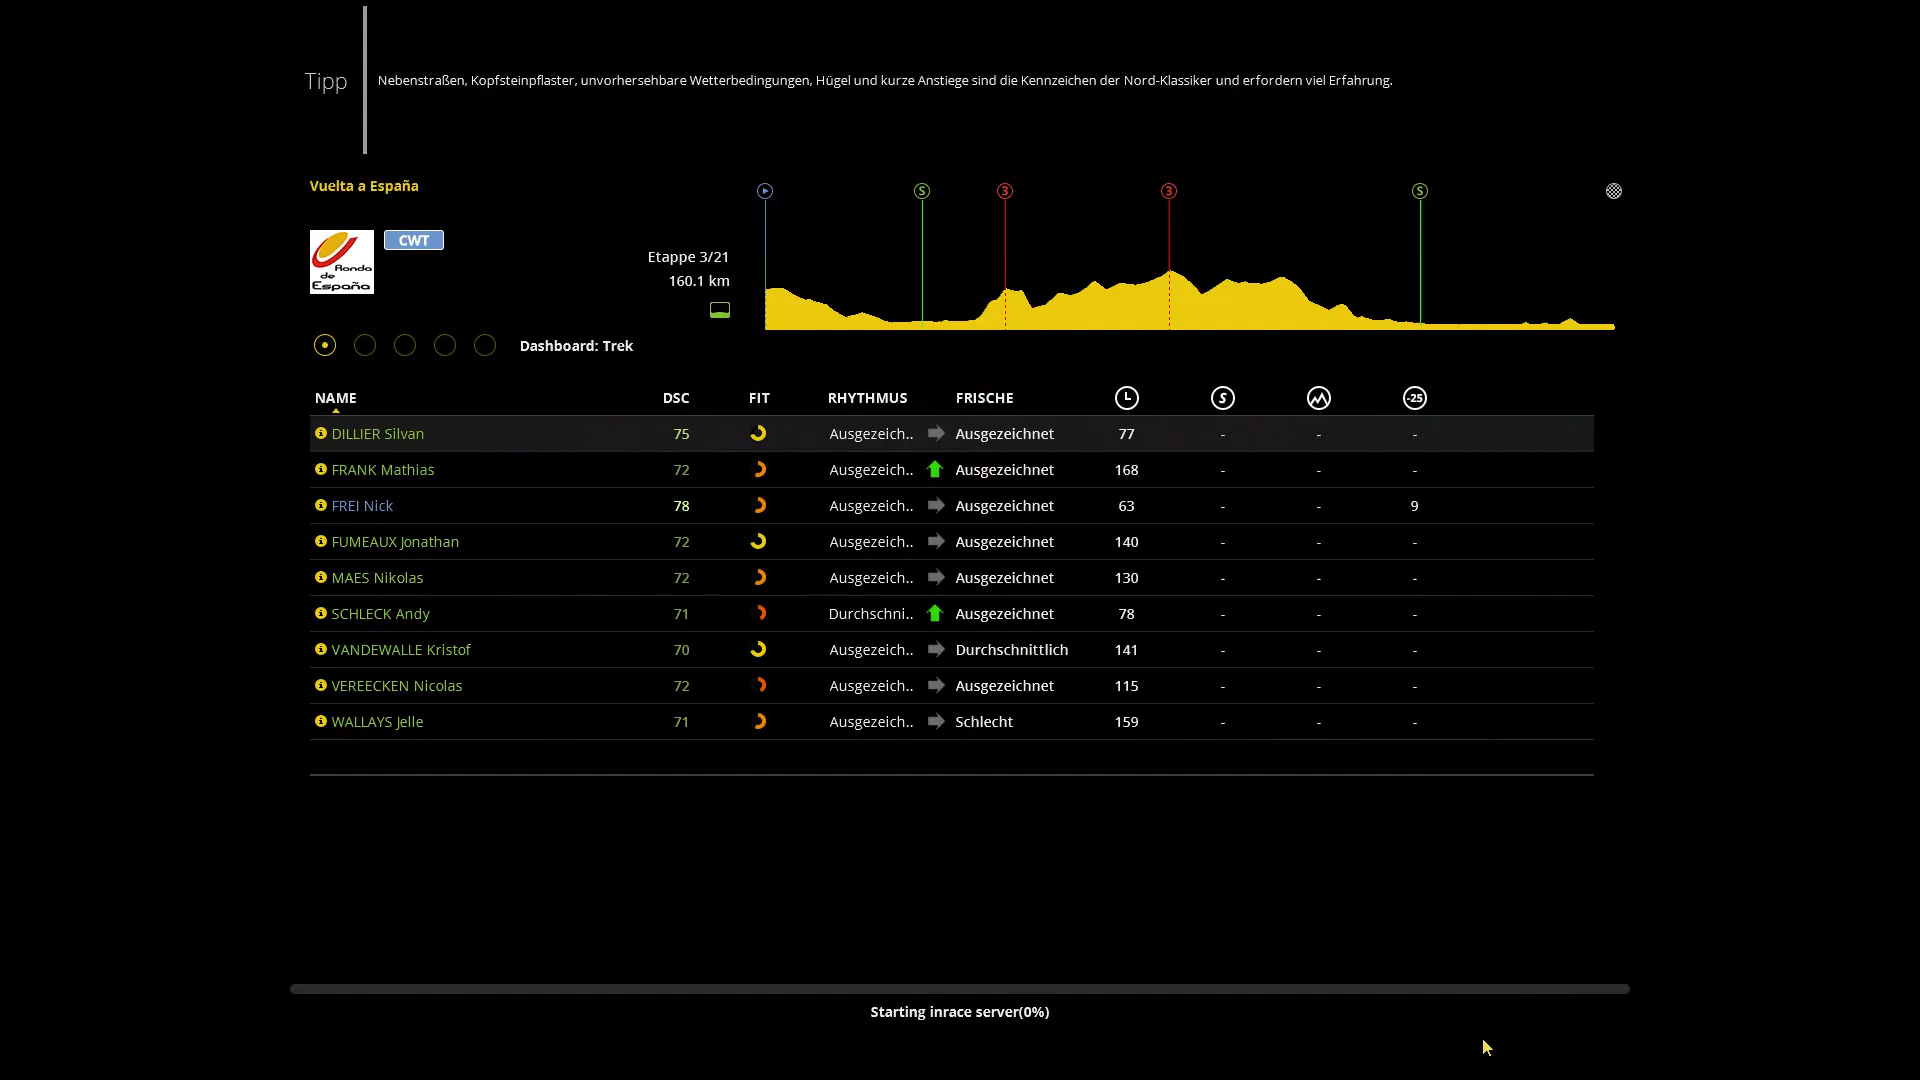 Tipp
Nebenstraßen, Kopfsteinpflaster, unvorhersehbare Wetterbedingungen, Hügel und kurze Anstiege sind die Kennzeichen der Nord-Klassiker und erfordern viel Erfahrung.
Vuelta a España
S 3 3 S
Ronda
de
España
CWT
Etappe 3/21
160.1 km
Dashboard: Trek
NAME DSC FIT RHYTHMUS FRISCHE S -25
DILLIER Silvan 75 Ausgezeich.. Ausgezeichnet 77 - - -
FRANK Mathias 72 Ausgezeich.. Ausgezeichnet 168 - - -
FREI Nick 78 Ausgezeich.. Ausgezeichnet 63 - - 9
FUMEAUX Jonathan 72 Ausgezeich.. Ausgezeichnet 140 - - -
MAES Nikolas 72 Ausgezeich.. Ausgezeichnet 130 - - -
SCHLECK Andy 71 Durchschni.. Ausgezeichnet 78 - - -
VANDEWALLE Kristof 70 Ausgezeich.. Durchschnittlich 141 - - -
VEREECKEN Nicolas 72 Ausgezeich.. Ausgezeichnet 115 - - -
WALLAYS Jelle 71 Ausgezeich.. Schlecht 159 - - -
Starting inrace server(0%)